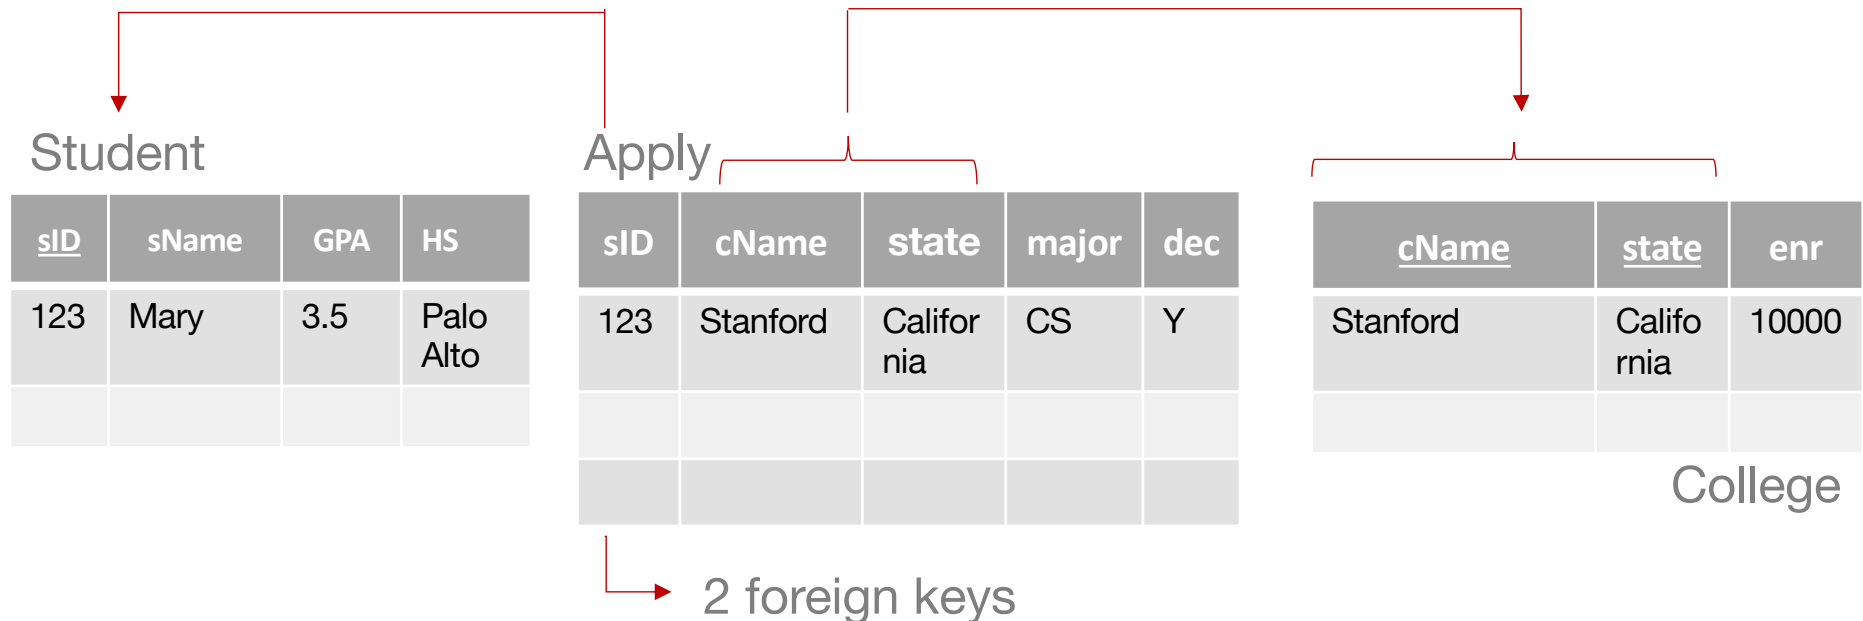 Student
sID sName GPA HS
123 Mary 3.5 Palo
Alto
Apply
sID cName state major dec
123 Stanford Califor CS Y
nia
cName state enr
Stanford Califo 10000
rnia
College
2 foreign keys